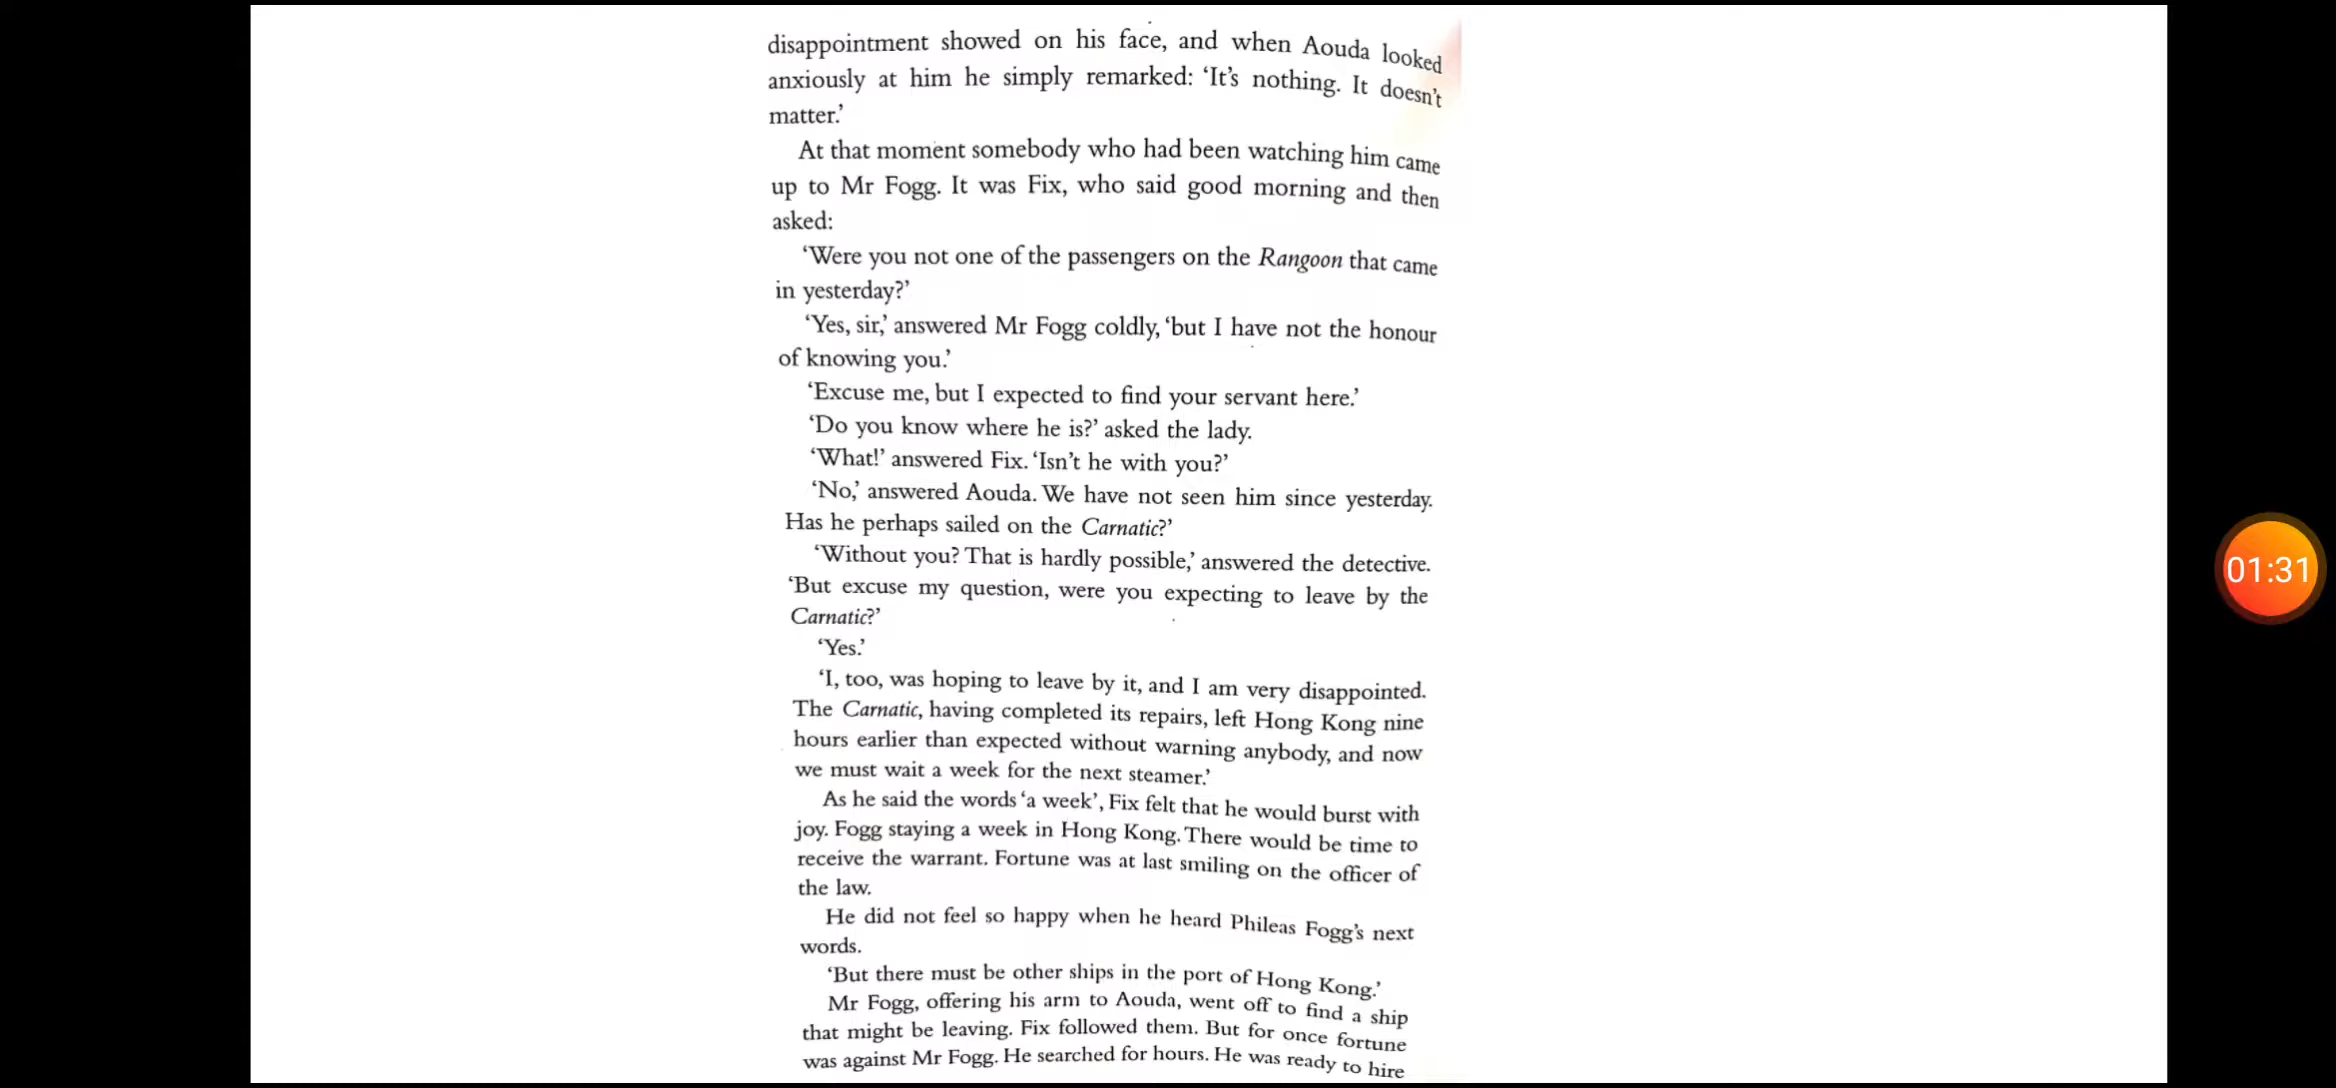 disappointment showed on his face, and when Aouda looked
anxiously at him he simply remarked: ‘It’s nothing. It doesn’t
matter.’
At that moment somebody who had been watching him came
up to Mr Fogg. It was Fix, who said good morning and then
asked:
‘Were you not one of the passengers on the Rangoon that came
in yesterday?’
‘Yes, sir,’ answered Mr Fogg coldly, ‘but I have not the honour
of knowing you.’
‘Excuse me, but I expected to find your servant here.’
‘Do you know where he is?’ asked the lady.
‘What!’ answered Fix. ‘Isn’t he with you?’
‘No,’ answered Aouda. We have not seen him since yesterday.
Has he perhaps sailed on the Carnatic?’
‘Without you? That is hardly possible,’ answered the detective.
‘But excuse my question, were you expecting to leave by the
Carnatic?’
‘Yes.’
‘I, too, was hoping to leave by it, and I am very disappointed.
The Carnatic, having completed its repairs, left Hong Kong nine
hours earlier than expected without warning anybody, and now
we must wait a week for the next steamer.’
As he said the words ‘a week’, Fix felt that he would burst with
joy. Fogg staying a week in Hong Kong. There would be time to
receive the warrant. Fortune was at last smiling on the officer of
the law.
He did not feel so happy when he heard Phileas Fogg’s next
words.
‘But there must be other ships in the port of Hong Kong.’
Mr Fogg, offering his arm to Aouda, went off to find a ship
that might be leaving. Fix followed them. But for once fortune
was against Mr Fogg. He searched for hours. He was ready to hire
01:31